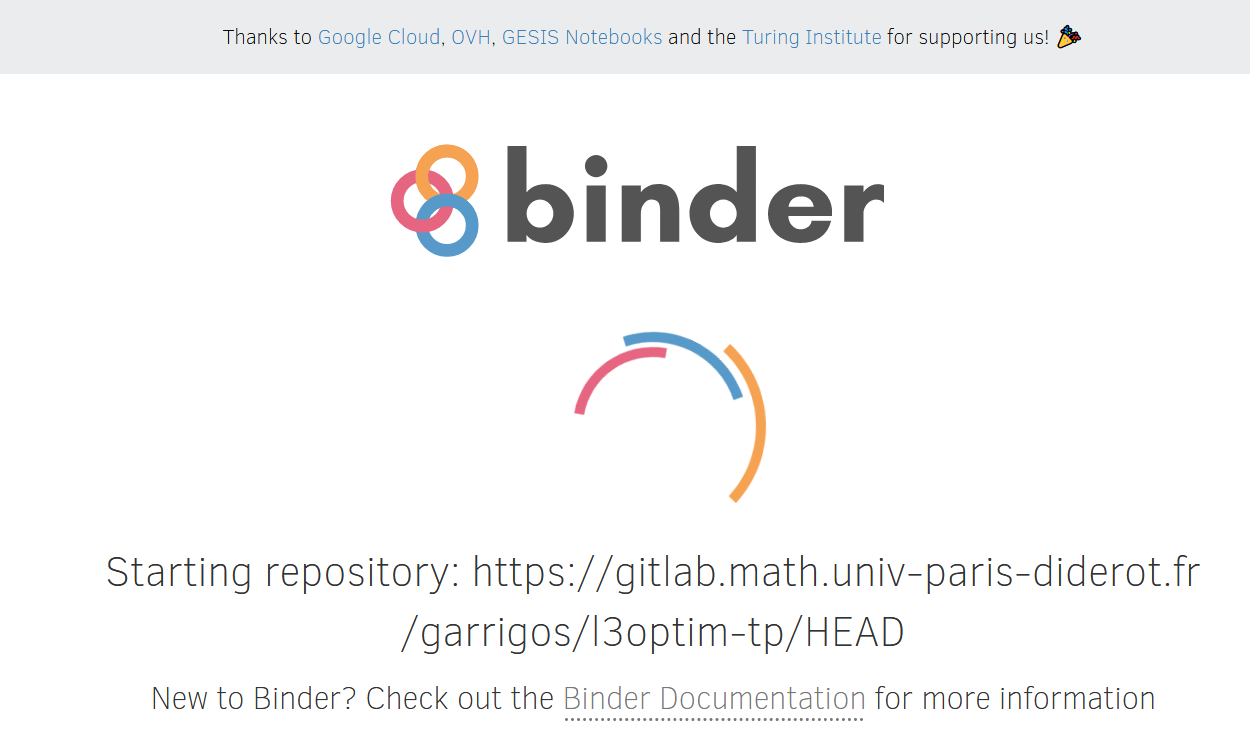 Thanks to Google Cloud, OVH, GESIS Notebooks and the Turing Institute for supporting us! 🎉
binder
Starting repository: https://gitlab.math.univ-paris-diderot.fr
/garrigos/l3optim-tp/HEAD
New to Binder? Check out the Binder Documentation for more information